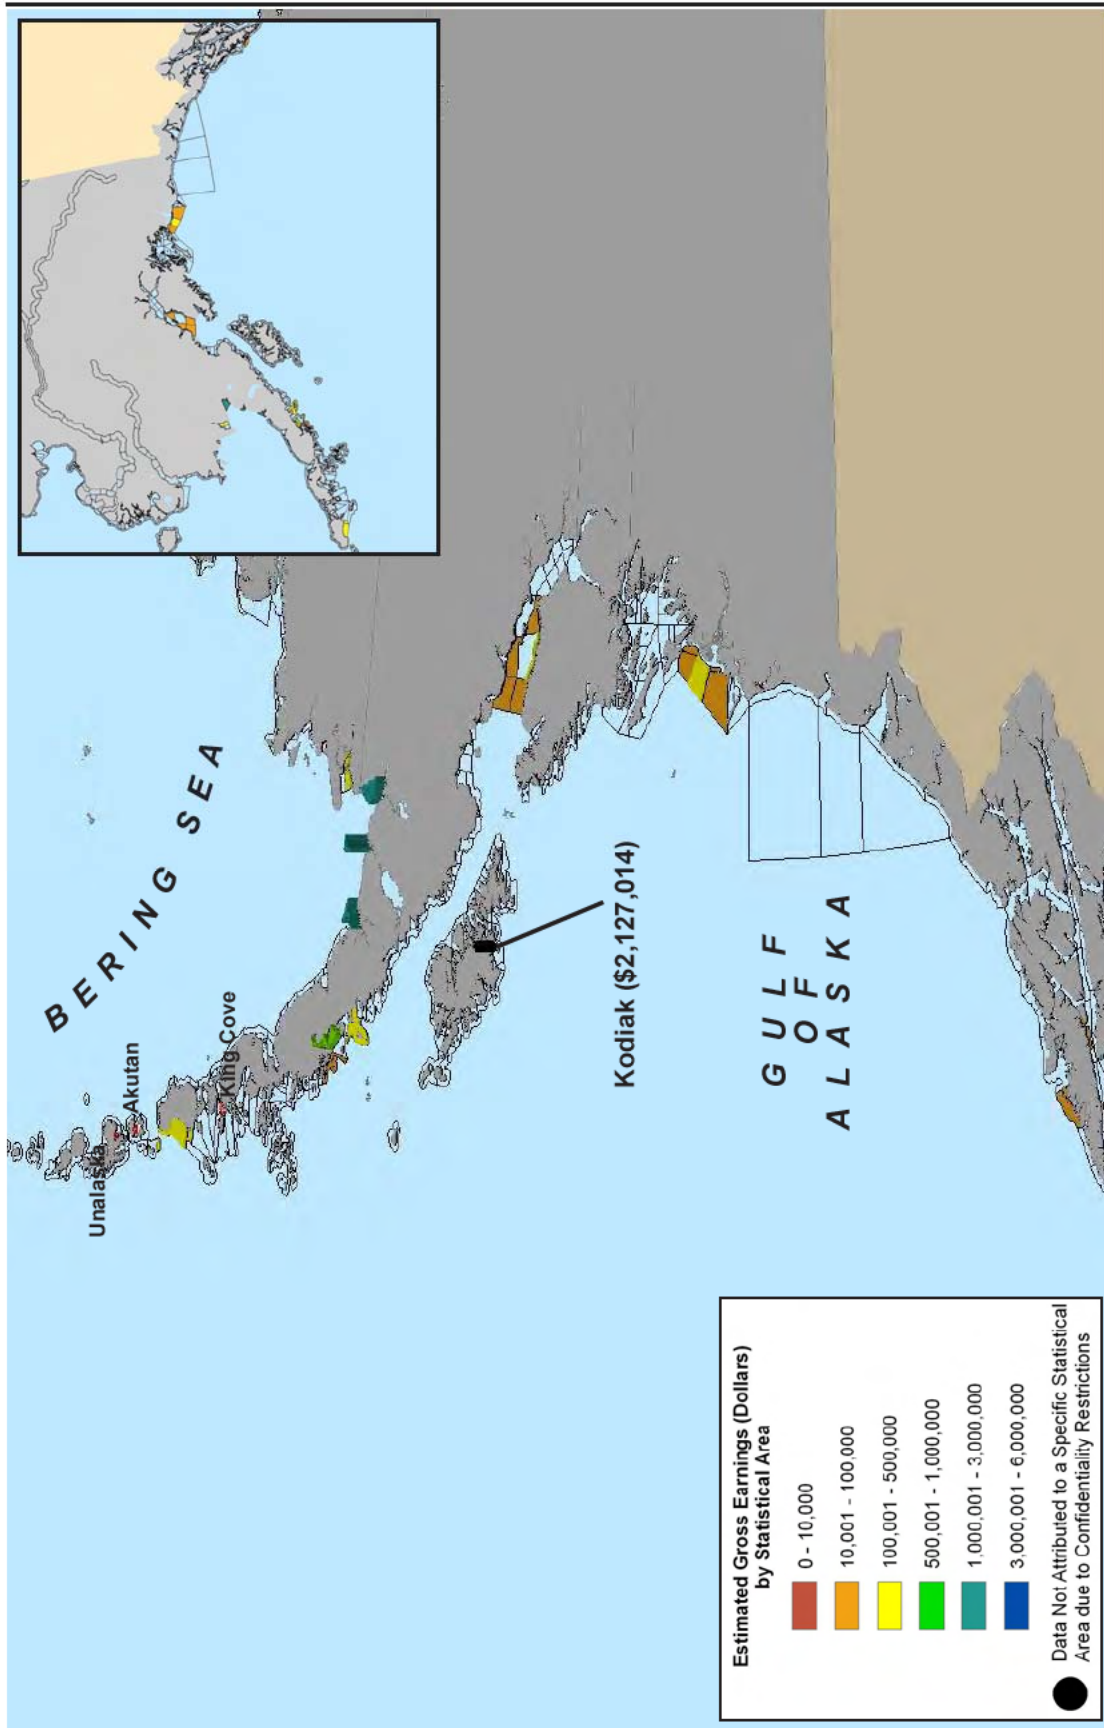 BERING SEA
Unalaska
Akutan
King Cove
Kodiak ($2,127,014)
GULF
OF
ALASKA
Estimated Gross Earnings (Dollars)
by Statistical Area
0 - 10,000
10,001 - 100,000
100,001 - 500,000
500,001 - 1,000,000
1,000,001 - 3,000,000
3,000,001 - 6,000,000
Data Not Attributed to a Specific Statistical
Area due to Confidentiality Restrictions